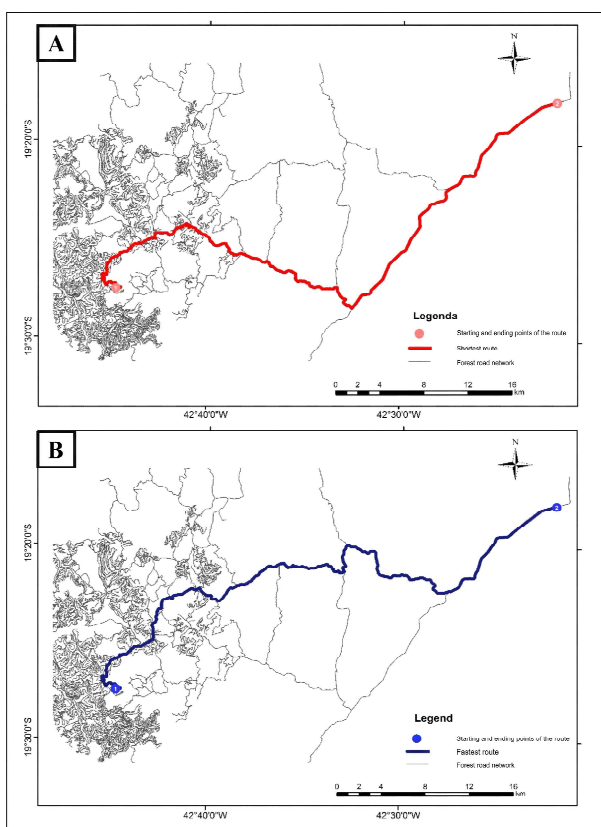 A
N
19°20'0"S
2
19°30'0"S
Logonda
Starting and ending points of the route
Shortest route
Forest road network
0 2 4 8 12 16
km
42°40'0"W 42°30'0"W
B
N
19°20'0"S
2
1
19°30'0"S
Legend
Starting and ending points of the route
Fastest route
Forest road network
0 2 4 8 12 16
km
42°40'0"W 42°30'0"W